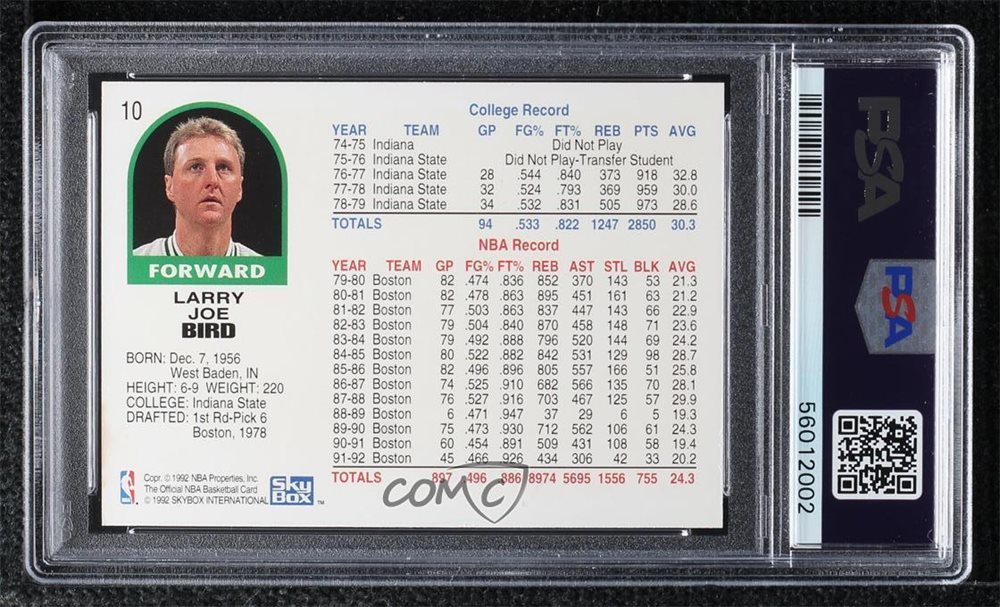 10
FORWARD
LARRY
JOE
BIRD
BORN: Dec. 7, 1956
West Baden, IN
HEIGHT: 6-9 WEIGHT: 220
COLLEGE: Indiana State
DRAFTED: 1st Rd-Pick 6
Boston, 1978
Copr. © 1992 NBA Properties, Inc.
The Official NBA Basketball Card
© 1992 SKYBOX INTERNATIONAL
SkyBox™
College Record
YEAR TEAM GP FG% FT% REB PTS AVG
74-75 Indiana Did Not Play
75-76 Indiana State Did Not Play-Transfer Student
76-77 Indiana State 28 .544 .840 373 918 32.8
77-78 Indiana State 32 .524 .793 369 959 30.0
78-79 Indiana State 34 .532 .831 505 973 28.6
TOTALS 94 .533 .822 1247 2850 30.3
NBA Record
YEAR TEAM GP FG% FT% REB AST STL BLK AVG
79-80 Boston 82 .474 .836 852 370 143 53 21.3
80-81 Boston 82 .478 .863 895 451 161 63 21.2
81-82 Boston 77 .503 .863 837 447 143 66 22.9
82-83 Boston 79 .504 .840 870 458 148 71 23.6
83-84 Boston 79 .492 .888 796 520 144 69 24.2
84-85 Boston 80 .522 .882 842 531 129 98 28.7
85-86 Boston 82 .496 .896 805 557 166 51 25.8
86-87 Boston 74 .525 .910 682 566 135 70 28.1
87-88 Boston 76 .527 .916 703 467 125 57 29.9
88-89 Boston 6 .471 .947 37 29 6 5 19.3
89-90 Boston 75 .473 .930 712 562 106 61 24.3
90-91 Boston 60 .454 .891 509 431 108 58 19.4
91-92 Boston 45 .466 .926 434 306 42 33 20.2
TOTALS 897 .496 .886 8974 5695 1556 755 24.3
COMC
PSA
PSA
56012002